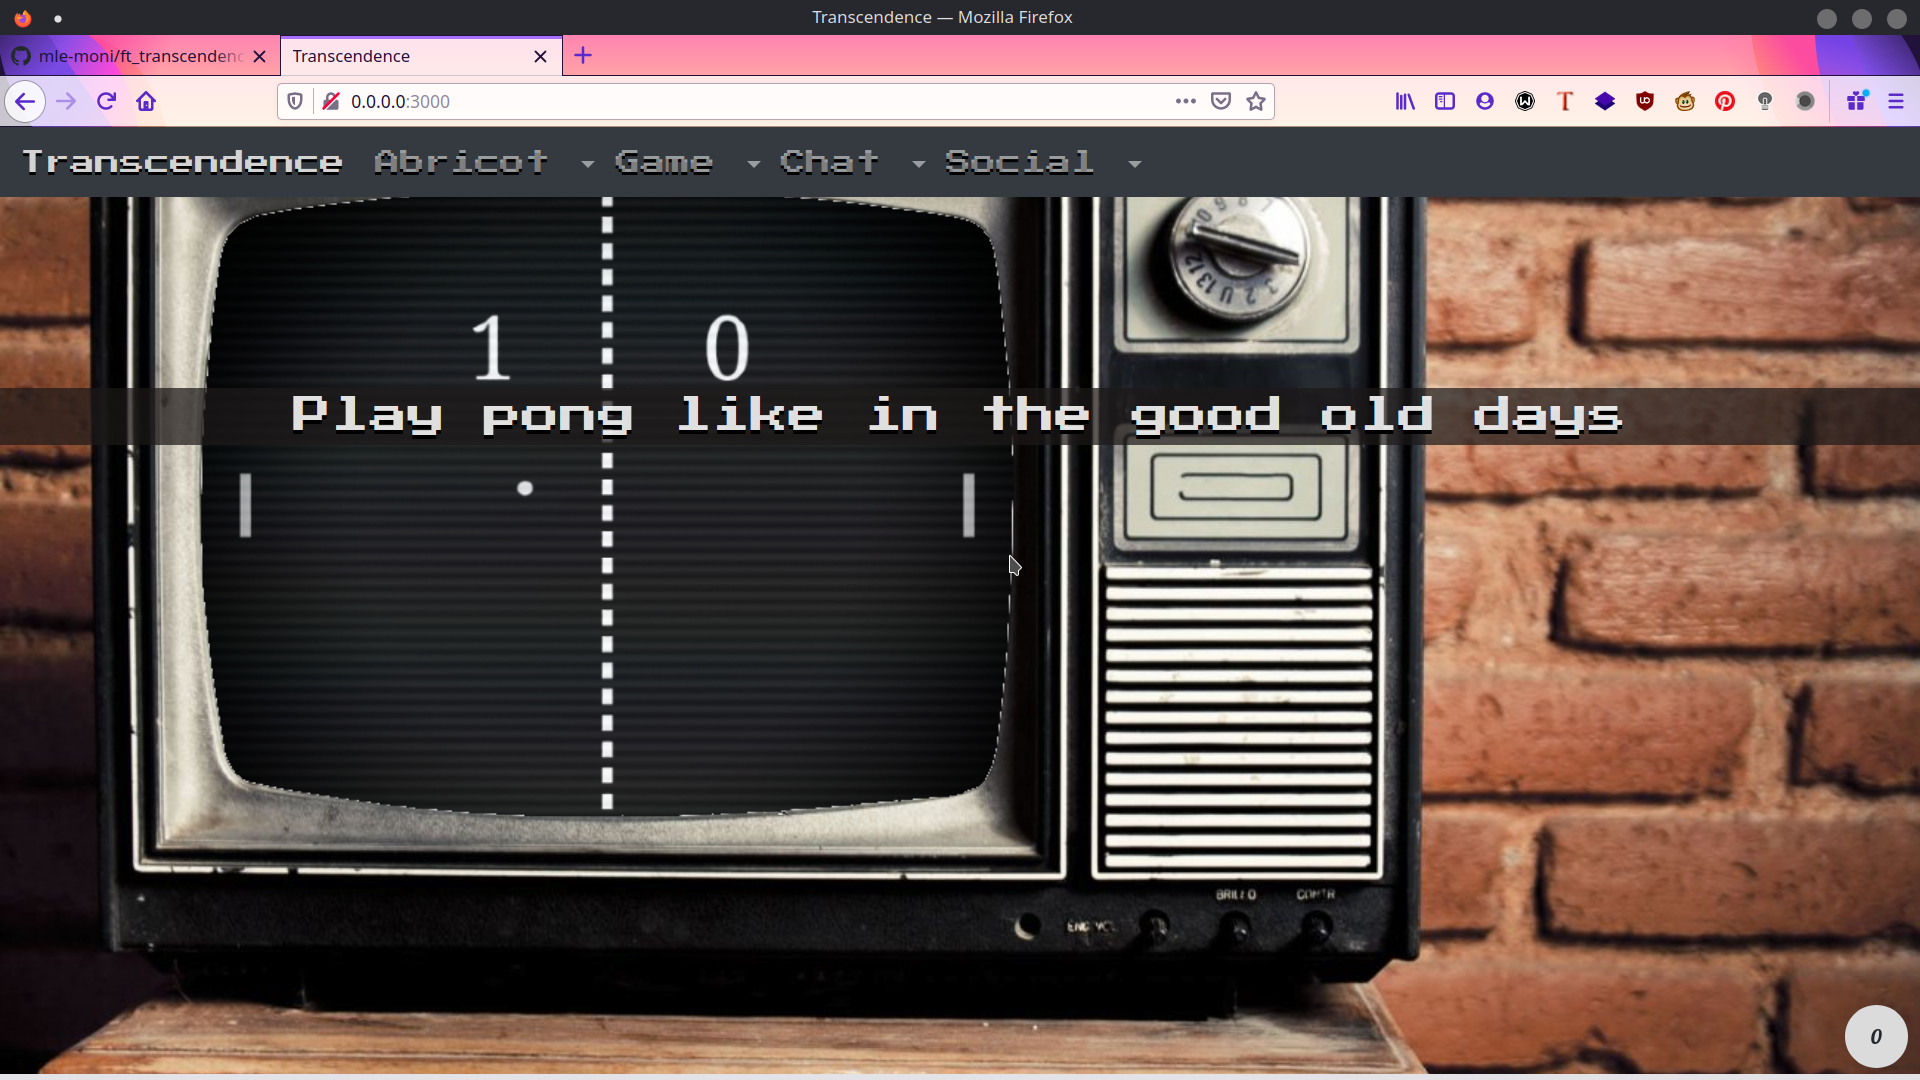 Transcendence — Mozilla Firefox
mle-moni/ft_transcendenc
Transcendence
0.0.0.0:3000
Transcendence Abricot Game Chat Social
1 0
Play pong like in the good old days
BRILLO CONTR
0